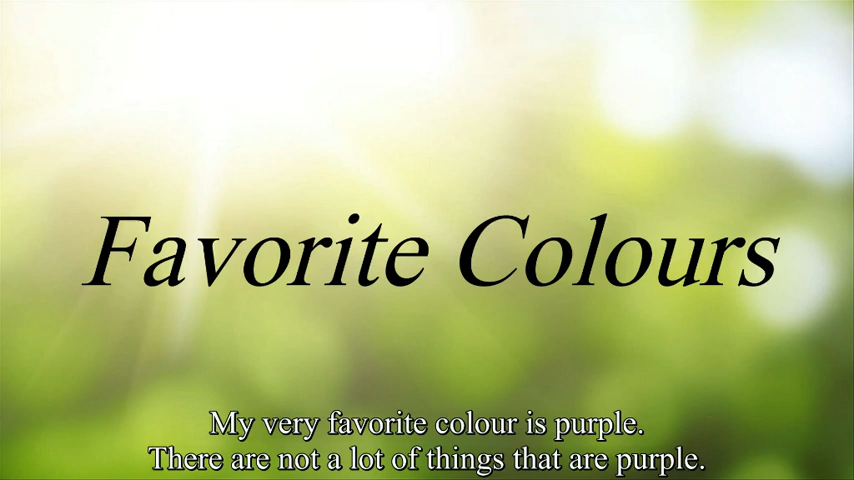 Favorite Colours
My very favorite colour is purple.
There are not a lot of things that are purple.